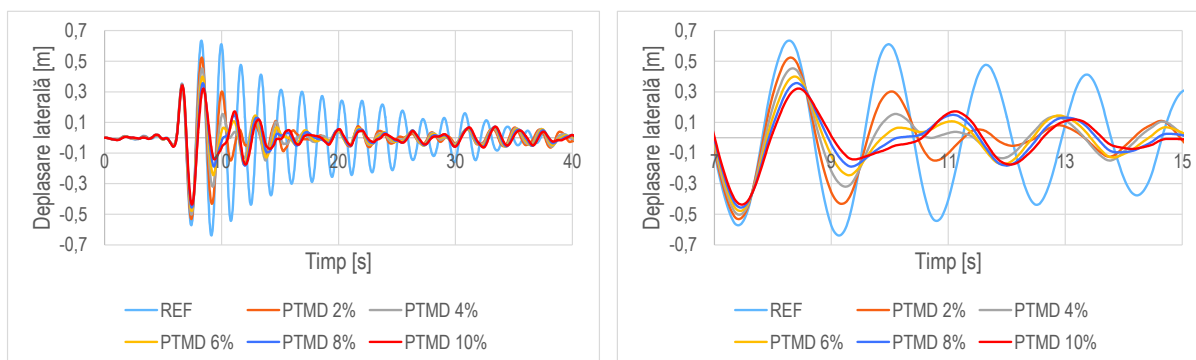 Deplasare laterală [m]
0,7
0,5
0,3
0,1
-0,1
-0,3
-0,5
-0,7
0
10
20
30
40
Timp [s]
REF
PTMD 2%
PTMD 4%
PTMD 6%
PTMD 8%
PTMD 10%
Deplasare laterală [m]
0,7
0,5
0,3
0,1
-0,1
-0,3
-0,5
-0,7
7
9
11
13
15
Timp [s]
REF
PTMD 2%
PTMD 4%
PTMD 6%
PTMD 8%
PTMD 10%